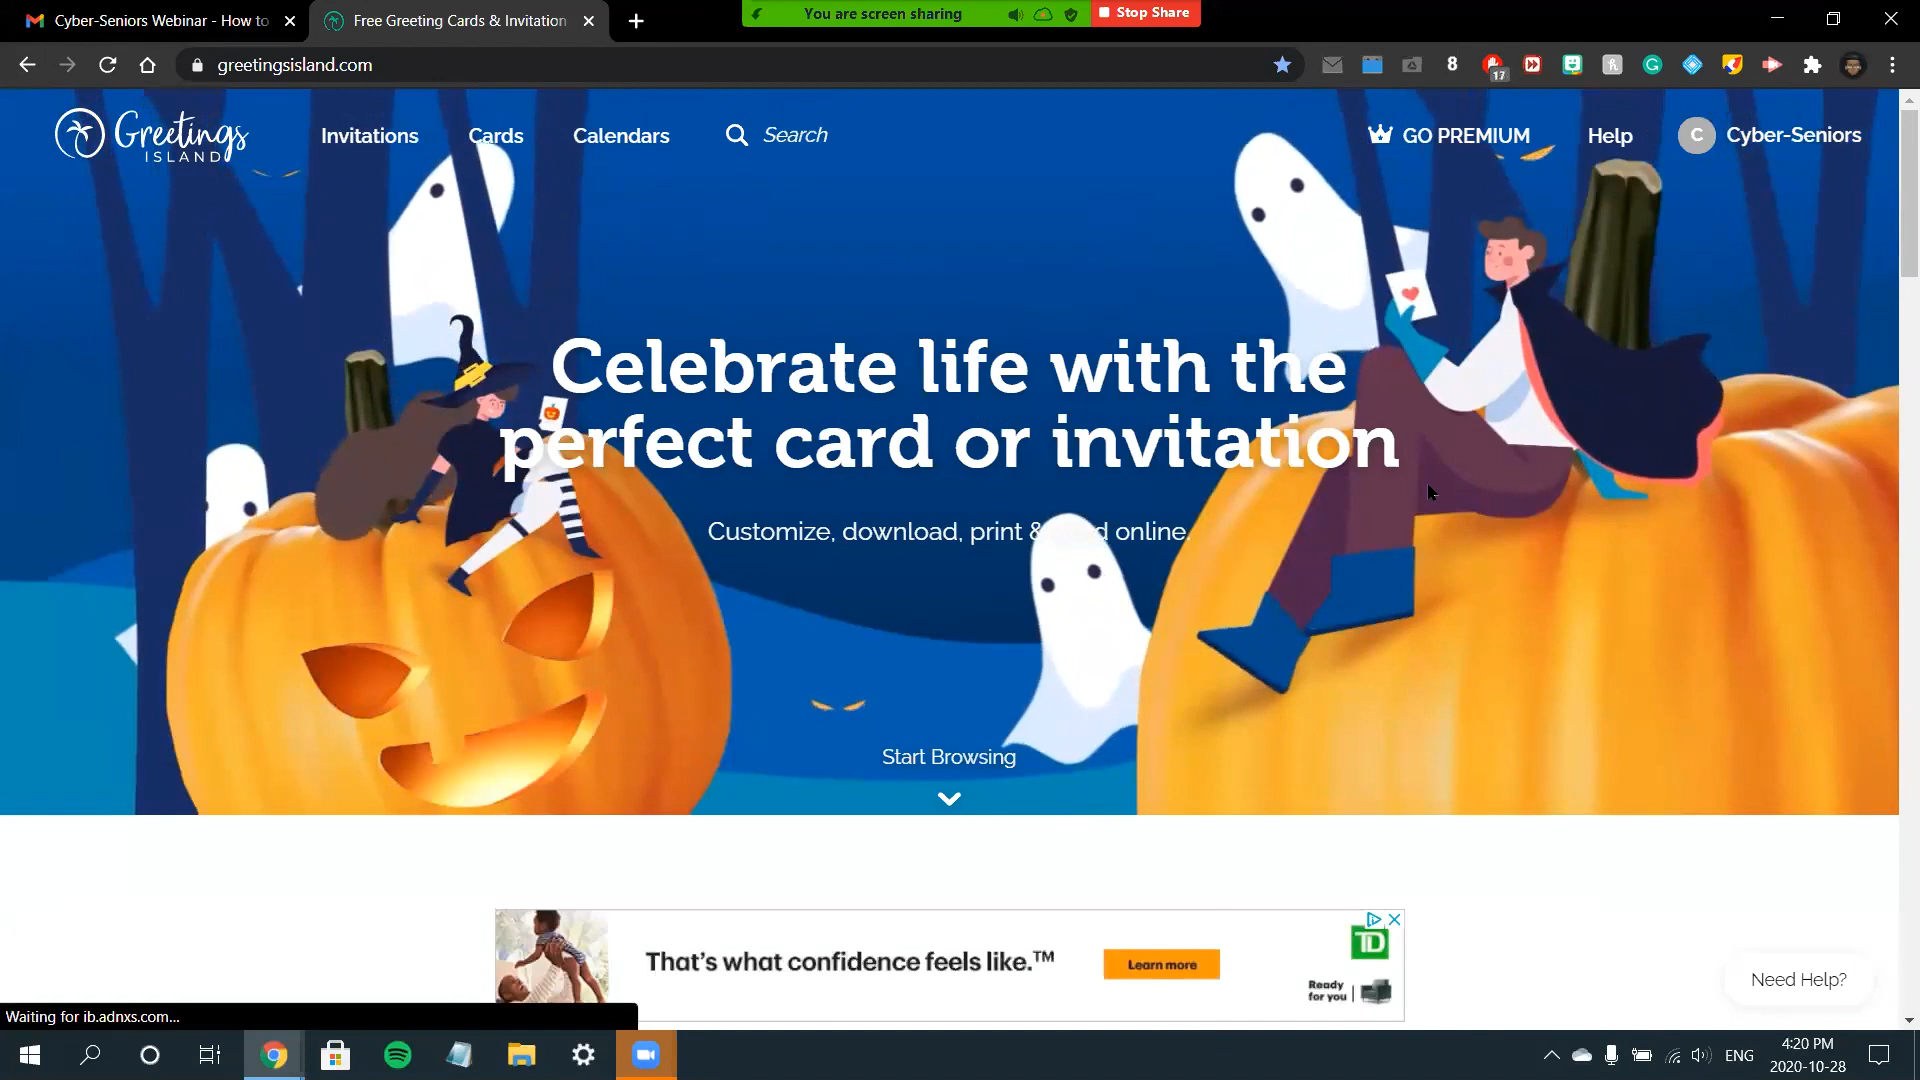 Cyber-Seniors Webinar - How to
Free Greeting Cards & Invitation
You are screen sharing
Stop Share
greetingsisland.com
8
17
Greetings
ISLAND
Invitations
Cards
Calendars
Search
GO PREMIUM
Help
C
Cyber-Seniors
Celebrate life with the
perfect card or invitation
Customize, download, print & online.
Start Browsing
That's what confidence feels like.™
Learn more
TD
Ready
for you
Need Help?
Waiting for ib.adnxs.com...
ENG
4:20 PM
2020-10-28